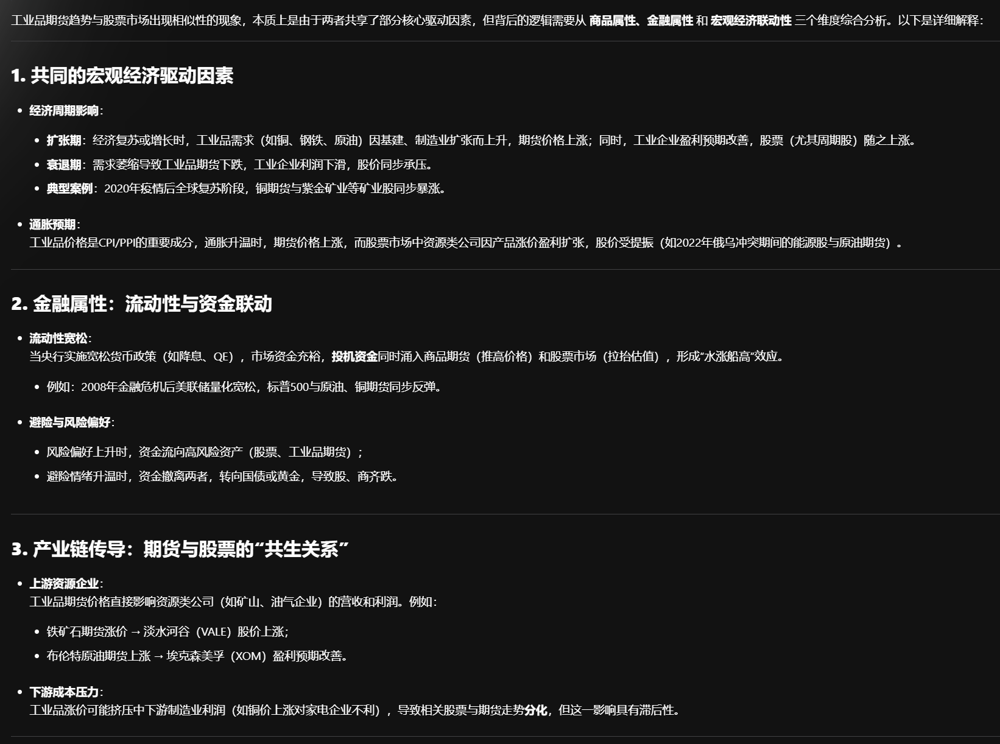 工业品期货趋势与股票市场出现相似性的现象，本质上是由于两者共享了部分核心驱动因素，但背后的逻辑需要从 商品属性、金融属性 和 宏观经济联动性 三个维度综合分析。以下是详细解释：
1. 共同的宏观经济驱动因素
• 经济周期影响：
• 扩张期：经济复苏或增长时，工业品需求（如铜、钢铁、原油）因基建、制造业扩张而上升，期货价格上涨；同时，工业企业盈利预期改善，股票（尤其周期股）随之上涨。
• 衰退期：需求萎缩导致工业品期货下跌，工业企业利润下滑，股价同步承压。
• 典型案例：2020年疫情后全球复苏阶段，铜期货与紫金矿业等矿业股同步暴涨。
• 通胀预期：
工业品价格是CPI/PPI的重要成分，通胀升温时，期货价格上涨，而股票市场中资源类公司因产品涨价盈利扩张，股价受提振（如2022年俄乌冲突期间的能源股与原油期货）。
2. 金融属性：流动性与资金联动
• 流动性宽松：
当央行实施宽松货币政策（如降息、QE），市场资金充裕，投机资金同时涌入商品期货（推高价格）和股票市场（拉抬估值），形成“水涨船高”效应。
• 例如：2008年金融危机后美联储量化宽松，标普500与原油、铜期货同步反弹。
• 避险与风险偏好：
• 风险偏好上升时，资金流向高风险资产（股票、工业品期货）；
• 避险情绪升温时，资金撤离两者，转向国债或黄金，导致股、商齐跌。
3. 产业链传导：期货与股票的“共生关系”
• 上游资源企业：
工业品期货价格直接影响资源类公司（如矿山、油气企业）的营收和利润。例如：
• 铁矿石期货涨价 → 淡水河谷（VALE）股价上涨；
• 布伦特原油期货上涨 → 埃克森美孚（XOM）盈利预期改善。
• 下游成本压力：
工业品涨价可能挤压中下游制造业利润（如铜价上涨对家电企业不利），导致相关股票与期货走势分化，但这一影响具有滞后性。